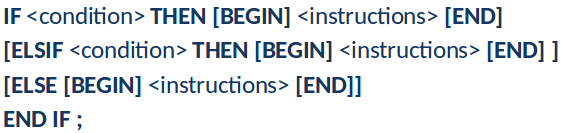 IF <condition> THEN [BEGIN] <instructions> [END]
[ELSIF <condition> THEN [BEGIN] <instructions> [END] ]
[ELSE [BEGIN] <instructions> [END]]
END IF ;